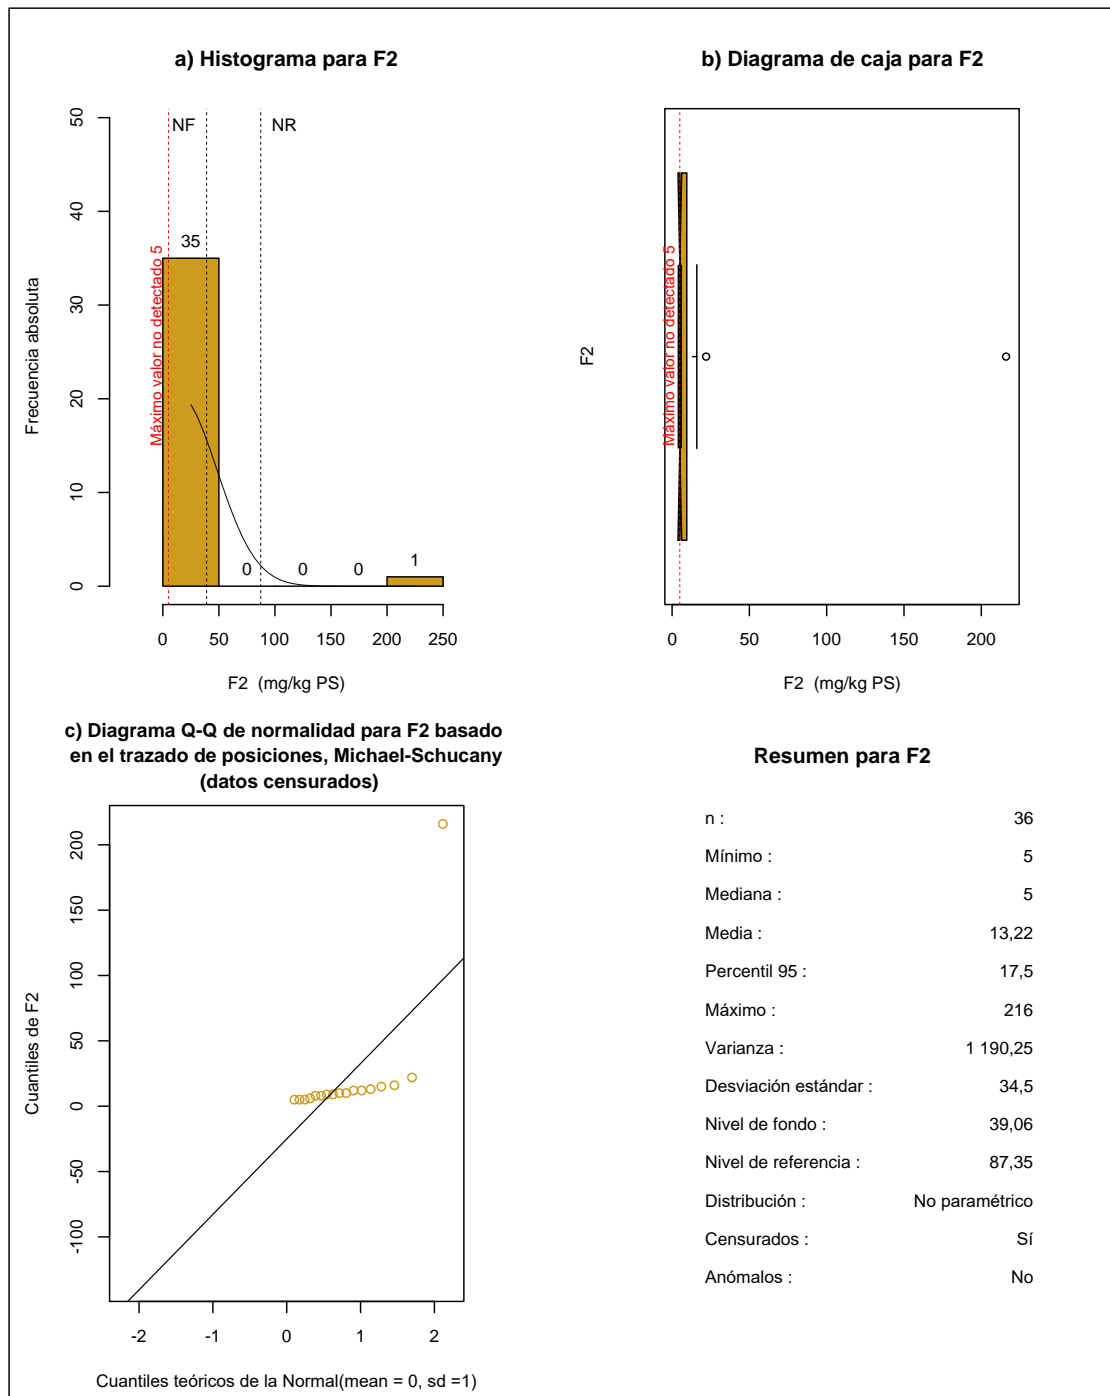 a) Histograma para F2
50
40
30
20
10
0
Frecuencia absoluta
NF
NR
Máximo valor no detectado 5
35
0
0
0
1
0
50
100
150
200
250
F2 (mg/kg PS)
b) Diagrama de caja para F2
F2
Máximo valor no detectado 5
0
50
100
150
200
F2 (mg/kg PS)
c) Diagrama Q-Q de normalidad para F2 basado
en el trazado de posiciones, Michael-Schucany
(datos censurados)
Cuantiles de F2
200
150
100
50
0
-50
-100
-2
-1
0
1
2
Cuantiles teóricos de la Normal(mean = 0, sd =1)
Resumen para F2
n : 36
Mínimo : 5
Mediana : 5
Media : 13,22
Percentil 95 : 17,5
Máximo : 216
Varianza : 1 190,25
Desviación estándar : 34,5
Nivel de fondo : 39,06
Nivel de referencia : 87,35
Distribución : No paramétrico
Censurados : Sí
Anómalos : No